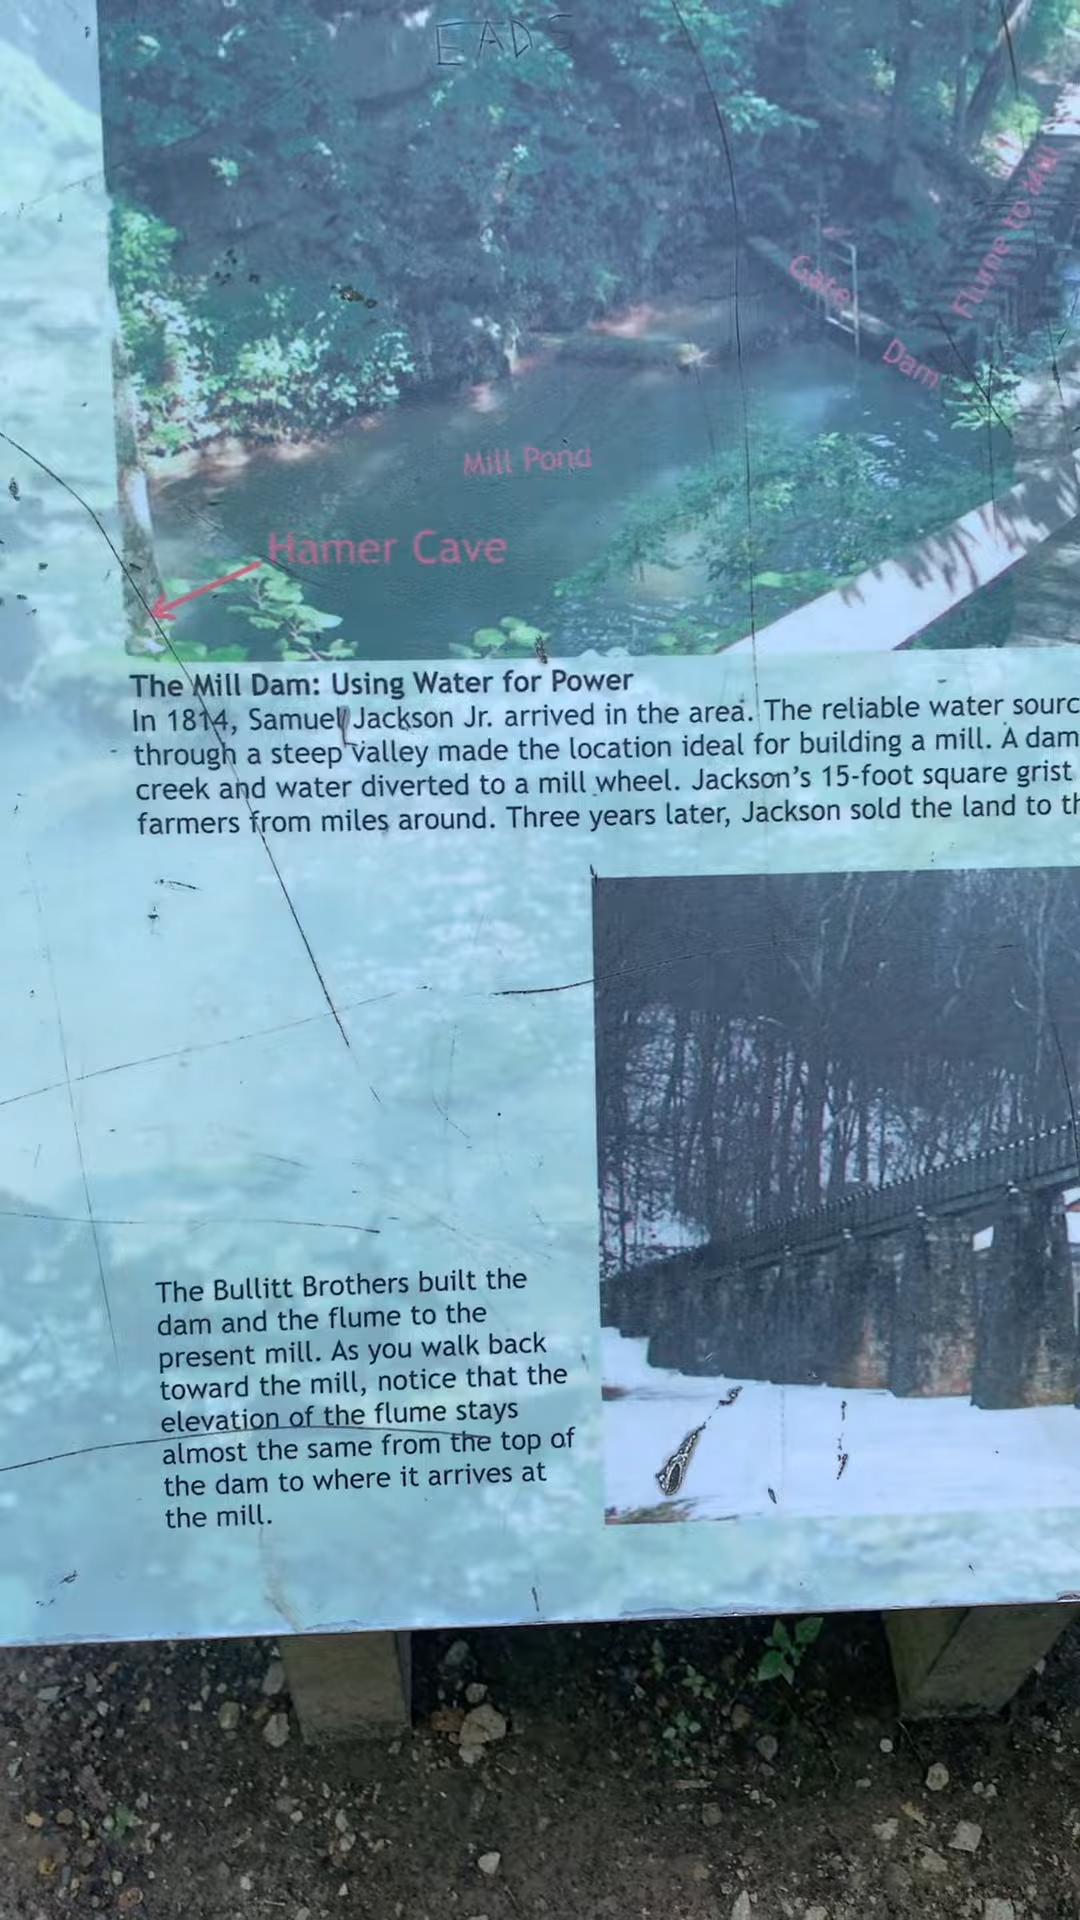 EADS
Flume to Mill
Gate
Dam
Mill Pond
Hamer Cave
The Mill Dam: Using Water for Power
In 1814, Samuel Jackson Jr. arrived in the area. The reliable water sourc
through a steep valley made the location ideal for building a mill. A dam
creek and water diverted to a mill wheel. Jackson's 15-foot square grist
farmers from miles around. Three years later, Jackson sold the land to th
The Bullitt Brothers built the
dam and the flume to the
present mill. As you walk back
toward the mill, notice that the
elevation of the flume stays
almost the same from the top of
the dam to where it arrives at
the mill.